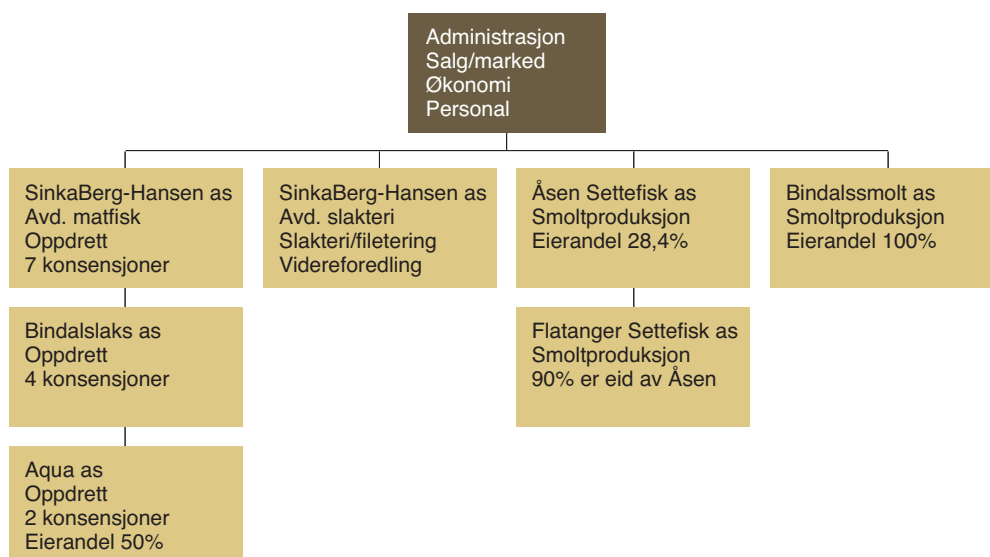 Administrasjon
Salg/marked
Økonomi
Personal
SinkaBerg-Hansen as
Avd. matfisk
Oppdrett
7 konsensjoner
SinkaBerg-Hansen as
Avd. slakteri
Slakteri/filetering
Videreforedling
Åsen Settefisk as
Smoltproduksjon
Eierandel 28,4%
Bindalssmolt as
Smoltproduksjon
Eierandel 100%
Bindalslaks as
Oppdrett
4 konsensjoner
Flatanger Settefisk as
Smoltproduksjon
90% er eid av Åsen
Aqua as
Oppdrett
2 konsensjoner
Eierandel 50%